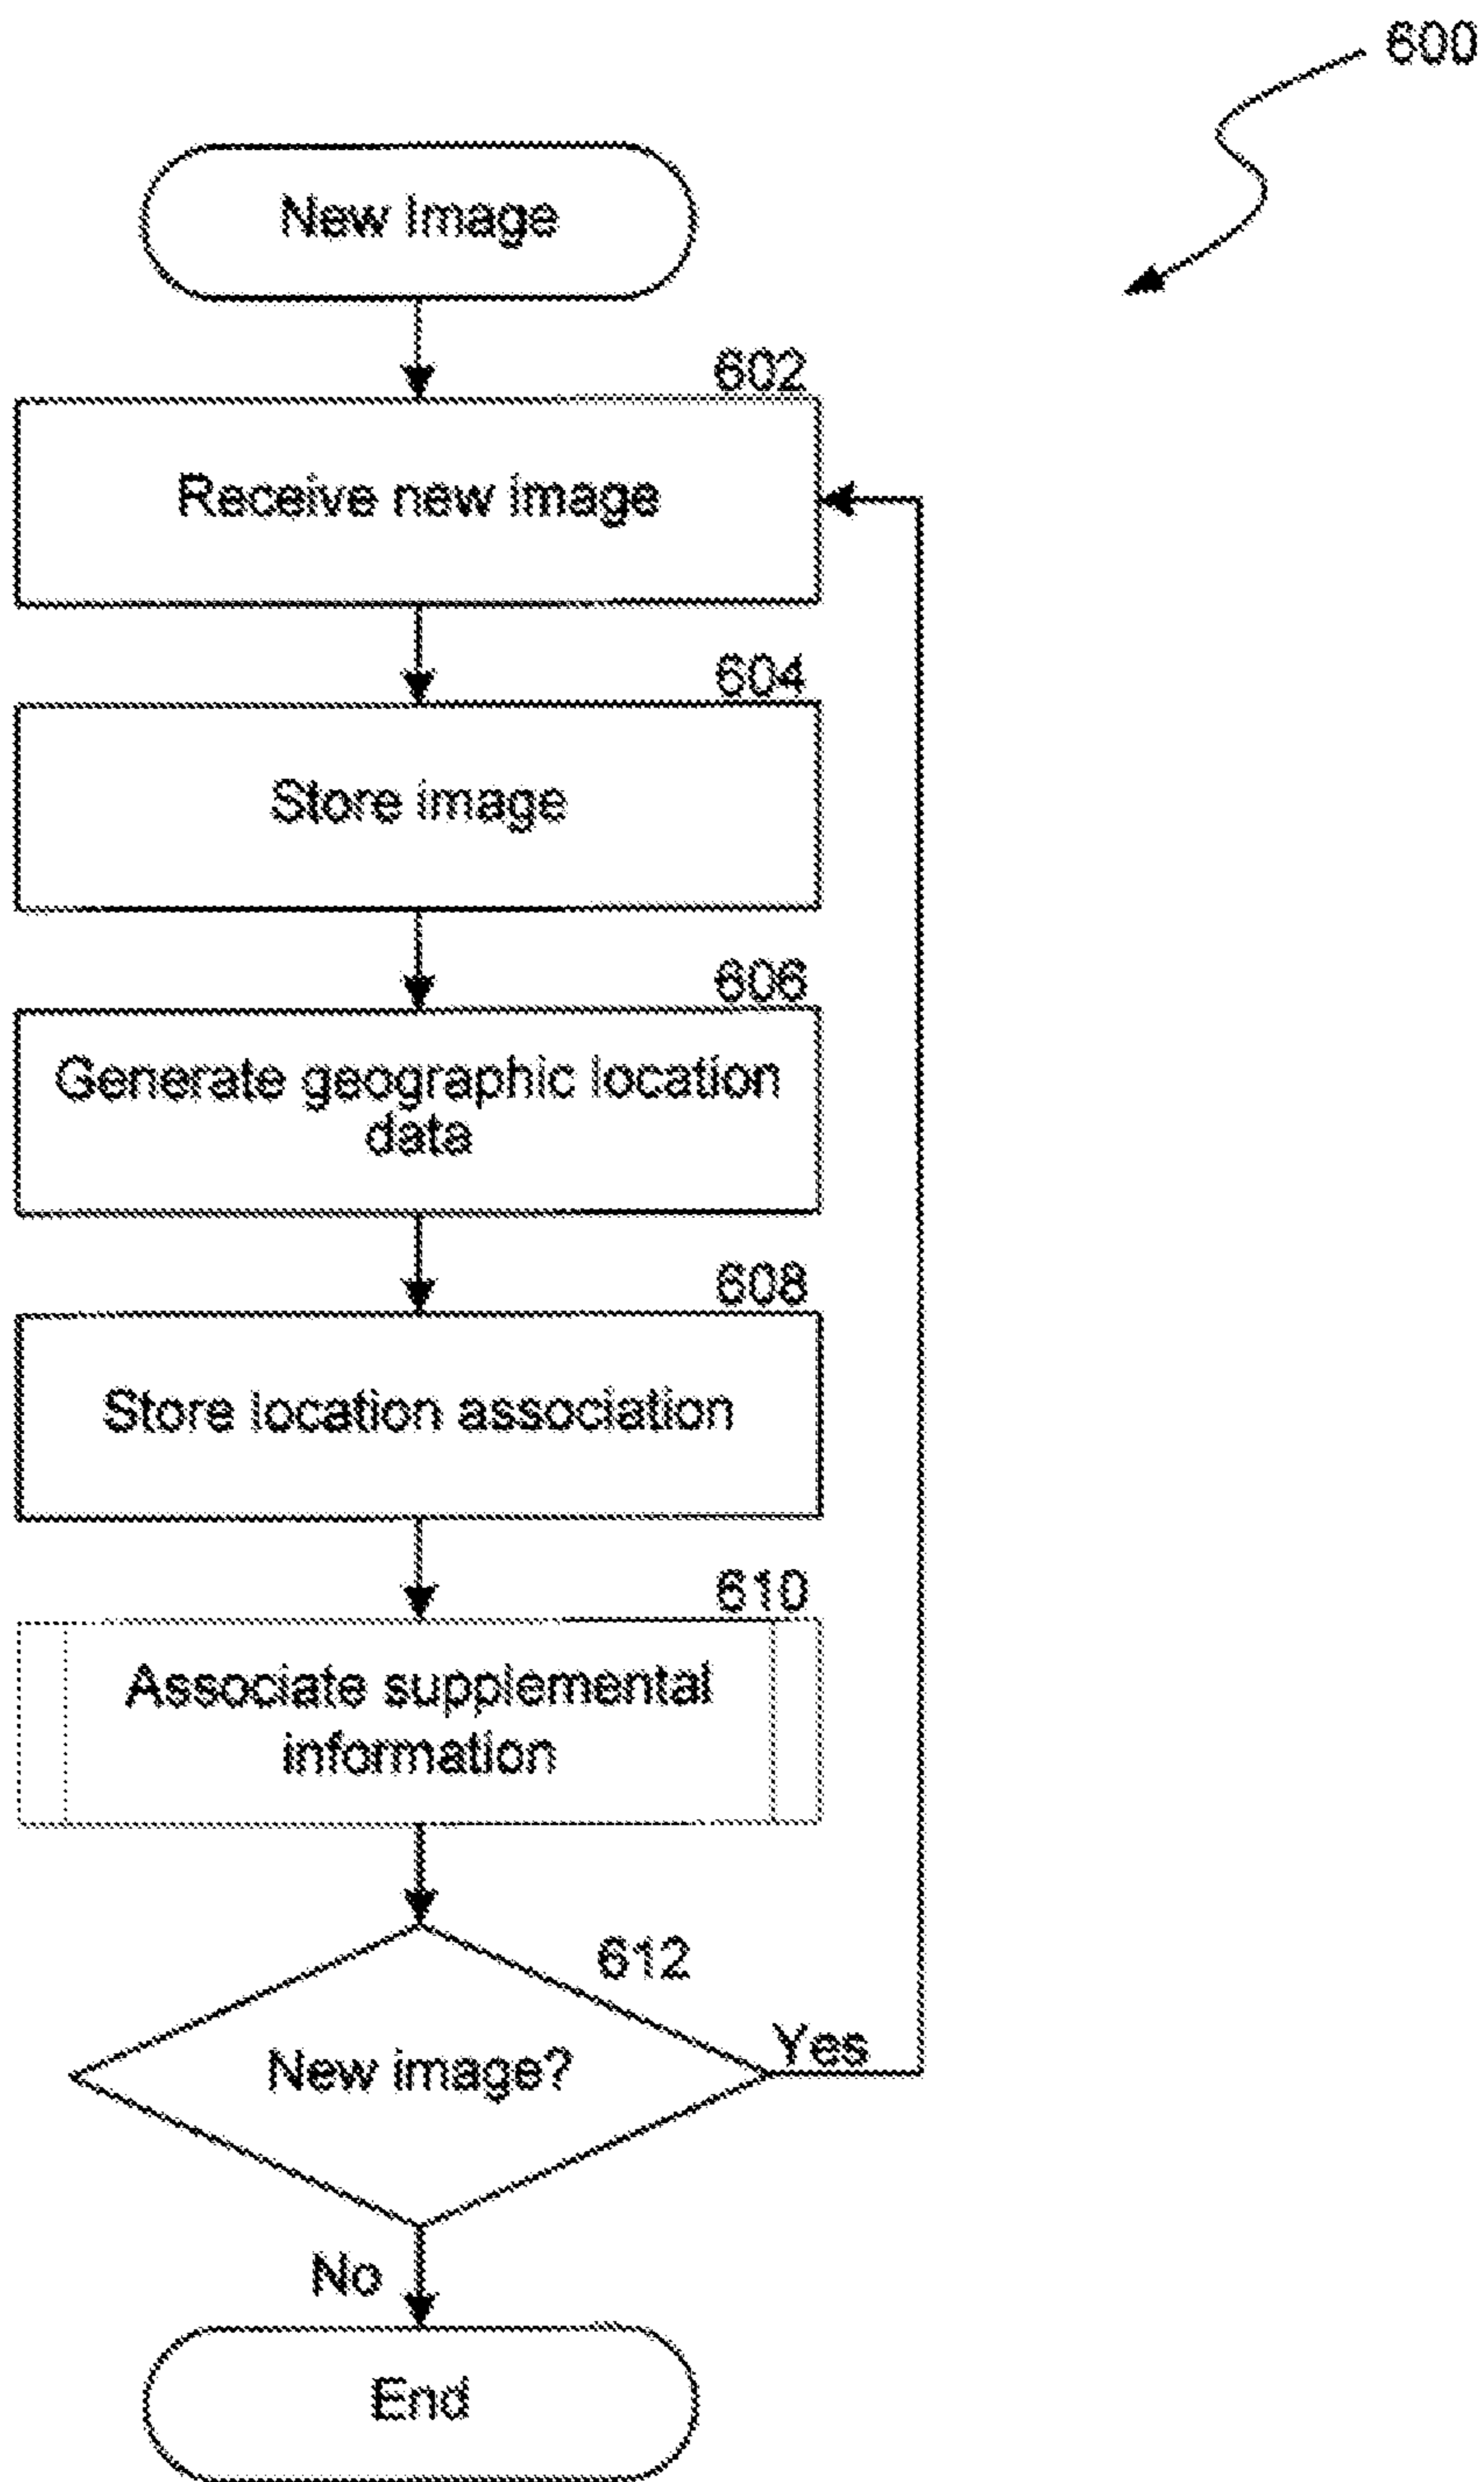 600
New Image
602
Receive new image
604
Store image
606
Generate geographic location
data
608
Store location association
610
Associate supplemental
information
612
New image?
Yes
No
End